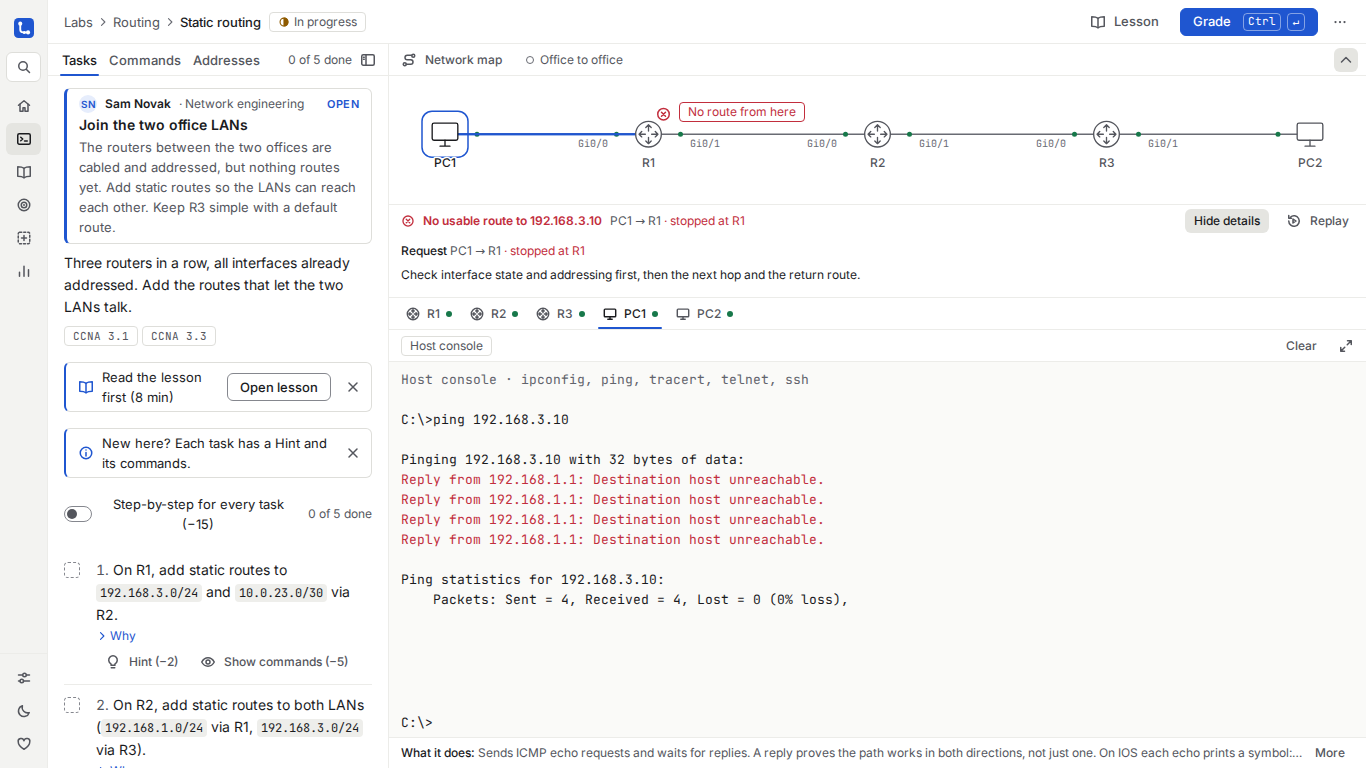 Labs > Routing > Static routing In progress
Lesson
Grade Ctrl ↵
Tasks Commands Addresses 0 of 5 done
Network map Office to office
SN Sam Novak · Network engineering OPEN
Join the two office LANs
The routers between the two offices are
cabled and addressed, but nothing routes
yet. Add static routes so the LANs can reach
each other. Keep R3 simple with a default
route.
Three routers in a row, all interfaces already
addressed. Add the routes that let the two
LANs talk.
CCNA 3.1 CCNA 3.3
Read the lesson
first (8 min)
Open lesson
New here? Each task has a Hint and
its commands.
Step-by-step for every task
(−15)
0 of 5 done
1. On R1, add static routes to
192.168.3.0/24 and 10.0.23.0/30 via
R2.
> Why
Hint (−2) Show commands (−5)
2. On R2, add static routes to both LANs
( 192.168.1.0/24 via R1, 192.168.3.0/24
via R3).
No route from here
Gi0/0 Gi0/1 Gi0/0 Gi0/1 Gi0/0 Gi0/1
PC1 R1 R2 R3 PC2
No usable route to 192.168.3.10 PC1 → R1 · stopped at R1
Hide details Replay
Request PC1 → R1 · stopped at R1
Check interface state and addressing first, then the next hop and the return route.
R1 R2 R3 PC1 PC2
Host console Clear
Host console · ipconfig, ping, tracert, telnet, ssh
C:\>ping 192.168.3.10
Pinging 192.168.3.10 with 32 bytes of data:
Reply from 192.168.1.1: Destination host unreachable.
Reply from 192.168.1.1: Destination host unreachable.
Reply from 192.168.1.1: Destination host unreachable.
Reply from 192.168.1.1: Destination host unreachable.
Ping statistics for 192.168.3.10:
Packets: Sent = 4, Received = 4, Lost = 0 (0% loss),
C:\>
What it does: Sends ICMP echo requests and waits for replies. A reply proves the path works in both directions, not just one. On IOS each echo prints a symbol:... More